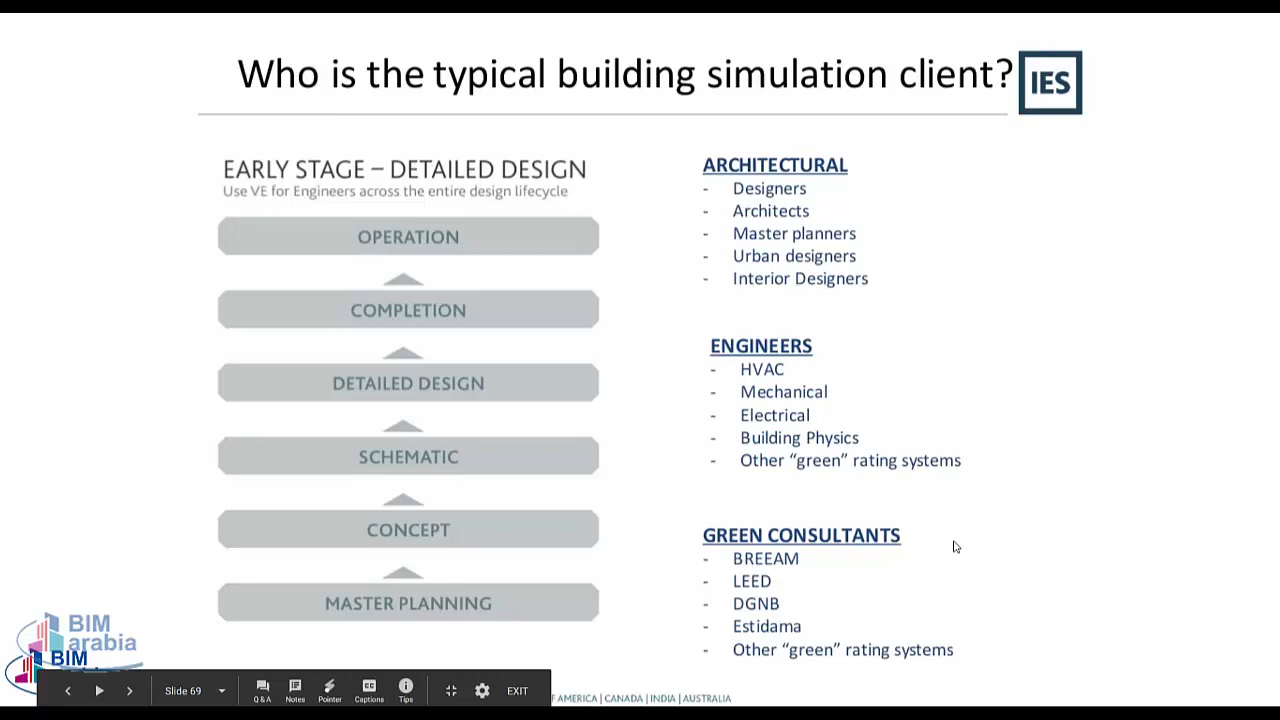 Who is the typical building simulation client?
IES
EARLY STAGE – DETAILED DESIGN
Use VE for Engineers across the entire design lifecycle
OPERATION
COMPLETION
DETAILED DESIGN
SCHEMATIC
CONCEPT
MASTER PLANNING
ARCHITECTURAL
- Designers
- Architects
- Master planners
- Urban designers
- Interior Designers
ENGINEERS
- HVAC
- Mechanical
- Electrical
- Building Physics
- Other “green” rating systems
GREEN CONSULTANTS
- BREEAM
- LEED
- DGNB
- Estidama
- Other “green” rating systems
BIM
arabia
BIM
Slide 69
Q & A
Notes
Pointer
Captions
Tips
EXIT
F AMERICA | CANADA | INDIA | AUSTRALIA